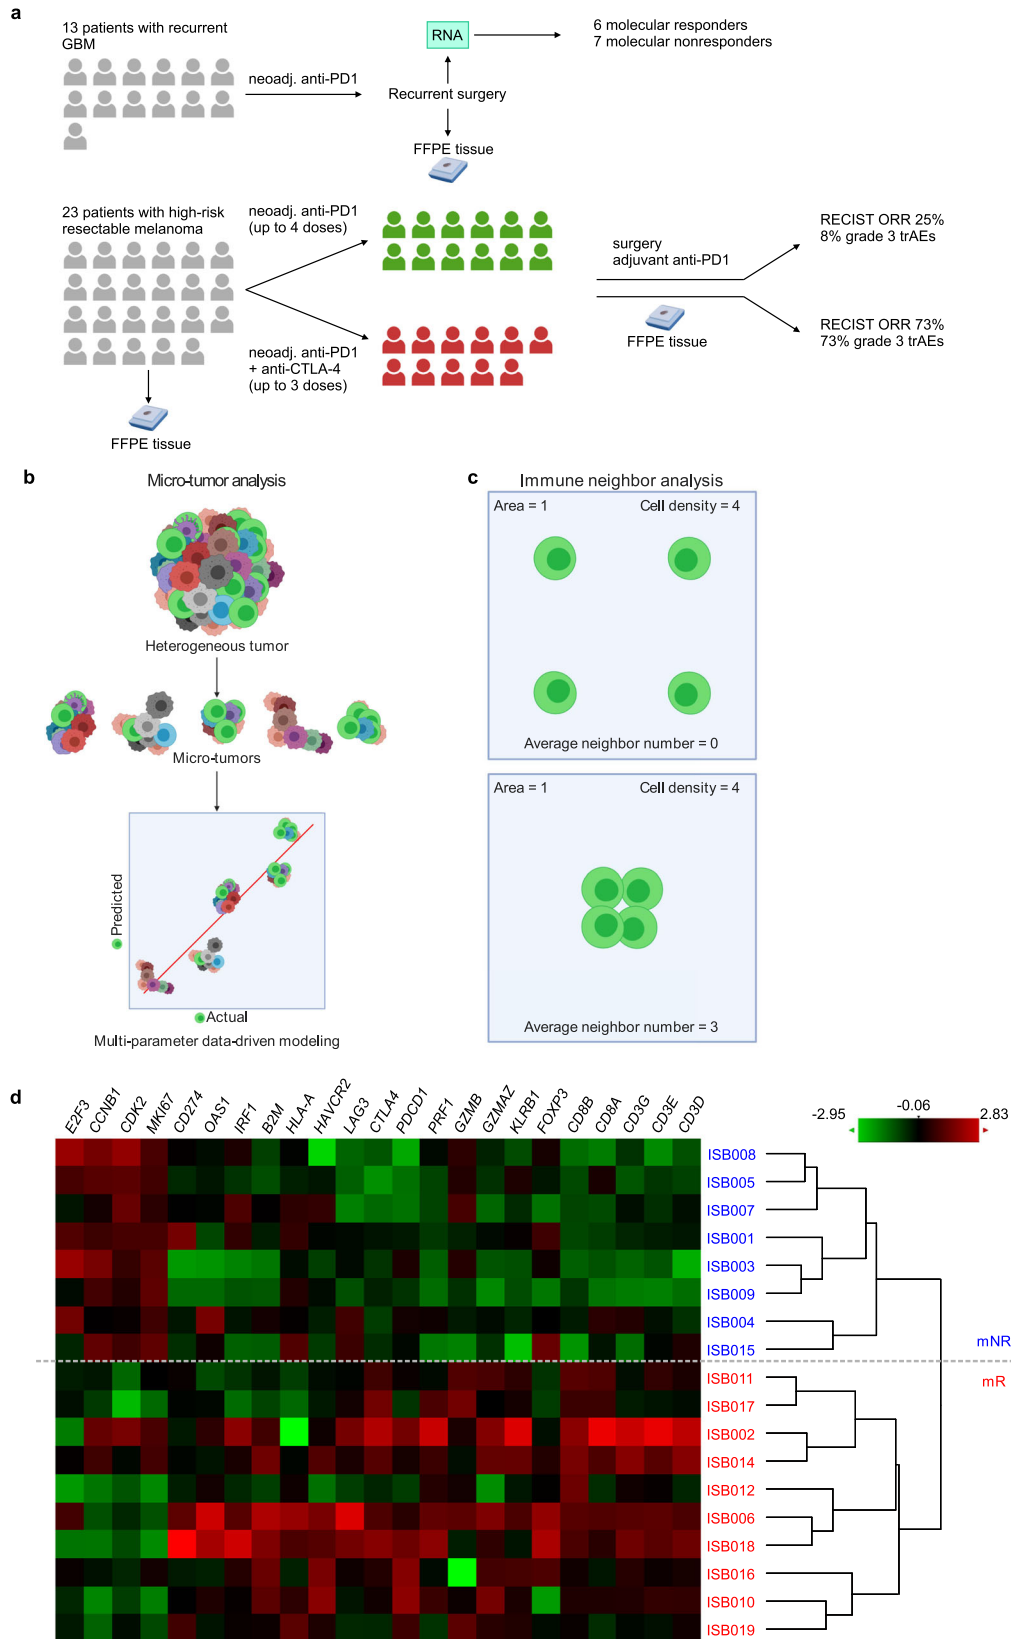 a
13 patients with recurrent
GBM
neoadj. anti-PD1
RNA
Recurrent surgery
FFPE tissue
6 molecular responders
7 molecular nonresponders
23 patients with high-risk
resectable melanoma
FFPE tissue
neoadj. anti-PD1
(up to 4 doses)
neoadj. anti-PD1
+ anti-CTLA-4
(up to 3 doses)
surgery
adjuvant anti-PD1
FFPE tissue
RECIST ORR 25%
8% grade 3 trAEs
RECIST ORR 73%
73% grade 3 trAEs
b
Micro-tumor analysis
Heterogeneous tumor
Micro-tumors
Predicted
Actual
Multi-parameter data-driven modeling
c
Immune neighbor analysis
Area = 1
Cell density = 4
Average neighbor number = 0
Area = 1
Cell density = 4
Average neighbor number = 3
d
E2F3
CCNB1
CDK2
MKI67
CD274
OAS1
IRF1
B2M
HLA-A
HAVCR2
LAG3
CTLA4
PDCD1
PRF1
GZMB
GZMAZ
KLRB1
FOXP3
CD8B
CD8A
CD3G
CD3E
CD3D
-2.95
-0.06
2.83
ISB008
ISB005
ISB007
ISB001
ISB003
ISB009
ISB004
ISB015
mNR
mR
ISB011
ISB017
ISB002
ISB014
ISB012
ISB006
ISB018
ISB016
ISB010
ISB019